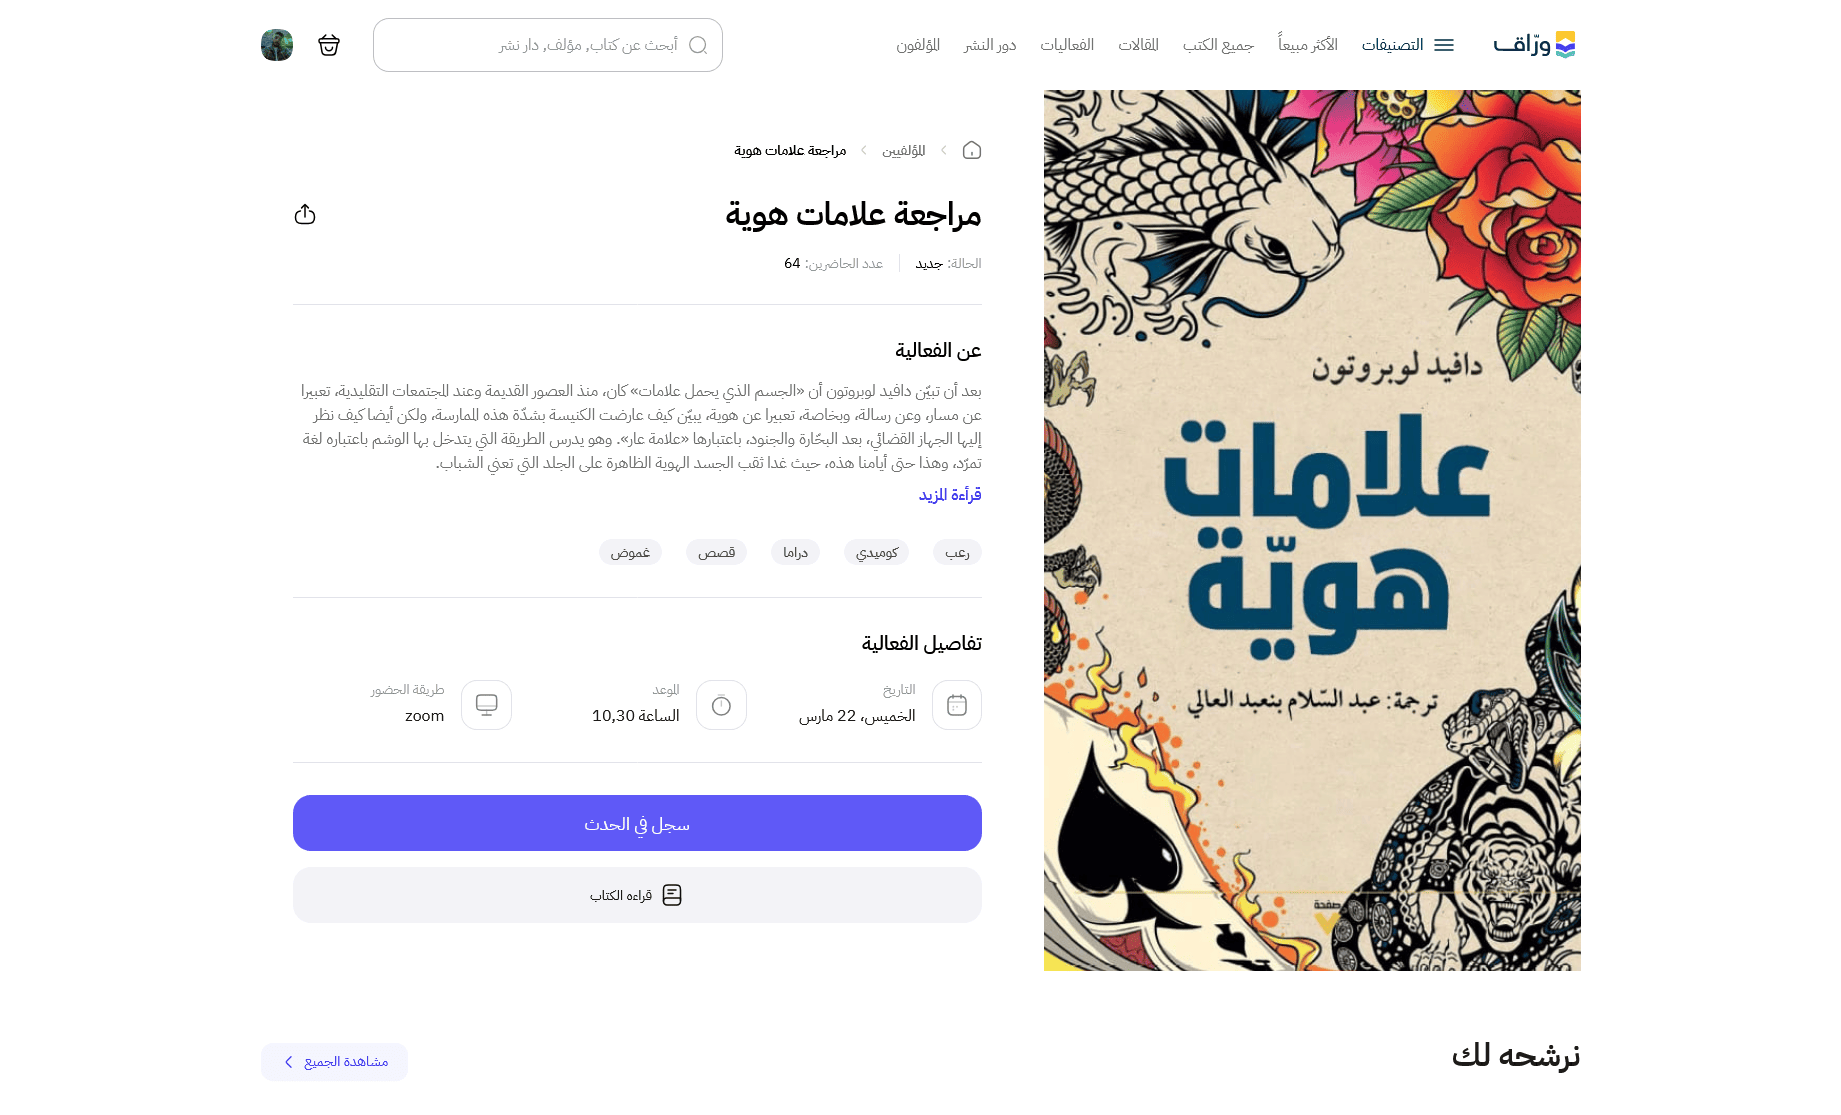 ورّاق
التصنيفات
الأكثر مبيعاً
جميع الكتب
المقالات
الفعاليات
دور النشر
المؤلفون
أبحث عن كتاب, مؤلف, دار نشر
المؤلفيين
مراجعة علامات هوية
مراجعة علامات هوية
الحالة: جديد
عدد الحاضرين: 64
عن الفعالية
بعد أن تبيّن دافيد لوبروتون أن «الجسم الذي يحمل علامات» كان، منذ العصور القديمة وعند المجتمعات التقليدية، تعبيرا
عن مسار، وعن رسالة، وبخاصة، تعبيرا عن هوية، يبيّن كيف عارضت الكنيسة بشدّة هذه الممارسة، ولكن أيضا كيف نظر
إليها الجهاز القضائي، بعد البحّارة والجنود، باعتبارها «علامة عار». وهو يدرس الطريقة التي يتدخل بها الوشم باعتباره لغة
تمرّد، وهذا حتى أيامنا هذه، حيث غدا ثقب الجسد الهوية الظاهرة على الجلد التي تعني الشباب.
قرأءة المزيد
رعب
كوميدي
دراما
قصص
غموض
تفاصيل الفعالية
التاريخ
الخميس، 22 مارس
الموعد
الساعة 10,30
طريقة الحضور
zoom
سجل في الحدث
قراءه الكتاب
دافيد لوبروتون
علامات
هويّة
ترجمة: عبد السّلام بنعبد العالي
صفحة
نرشحه لك
مشاهدة الجميع